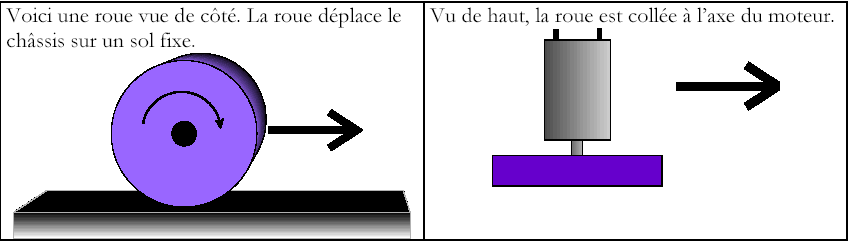 Voici une roue vue de côté. La roue déplace le
châssis sur un sol fixe.
Vu de haut, la roue est collée à l'axe du moteur.